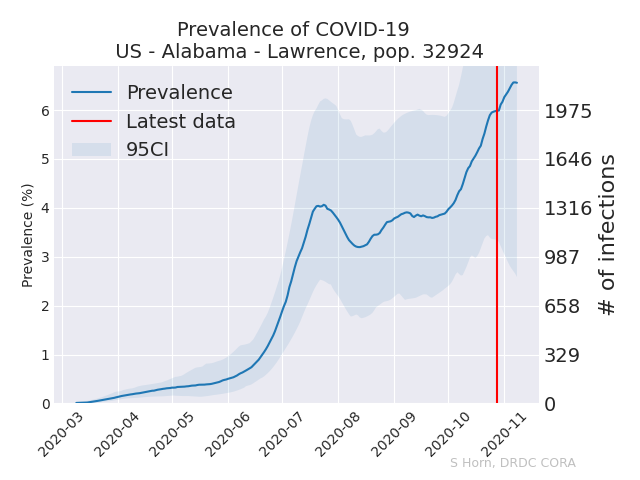 Prevalence of COVID-19
US - Alabama - Lawrence, pop. 32924
Prevalence
Latest data
95CI
Prevalence (%)
6
5
4
3
2
1
0
1975
1646
1316
987
658
329
0
# of infections
2020-03
2020-04
2020-05
2020-06
2020-07
2020-08
2020-09
2020-10
2020-11
S Horn, DRDC CORA